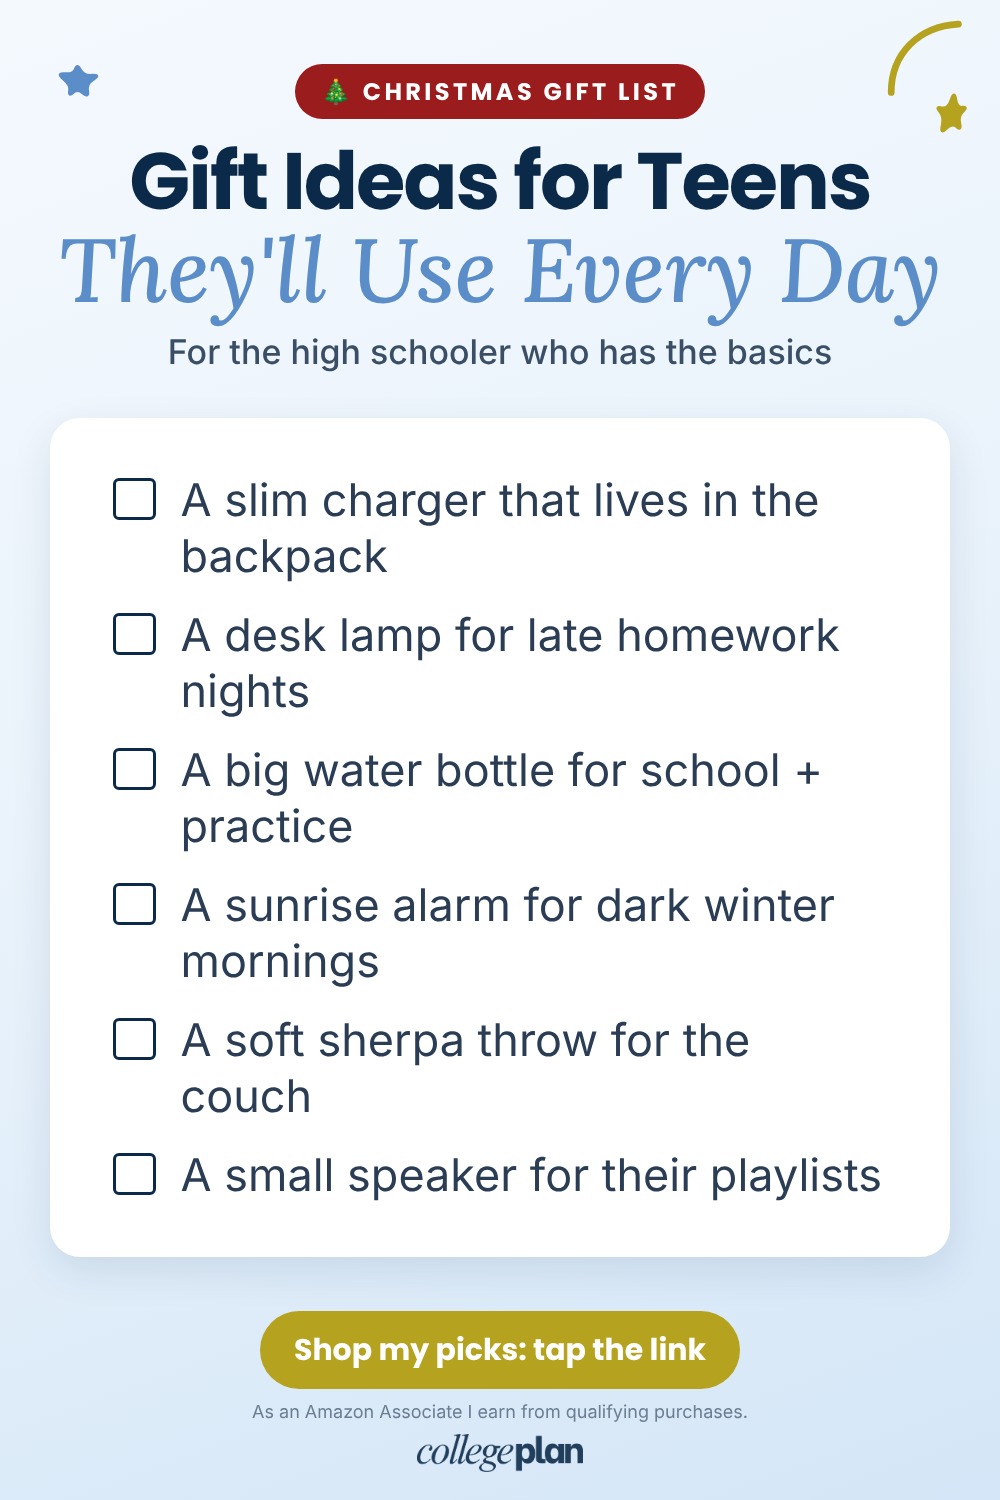 🎄 CHRISTMAS GIFT LIST
Gift Ideas for Teens
They'll Use Every Day
For the high schooler who has the basics
A slim charger that lives in the
backpack
A desk lamp for late homework
nights
A big water bottle for school +
practice
A sunrise alarm for dark winter
mornings
A soft sherpa throw for the
couch
A small speaker for their playlists
Shop my picks: tap the link
As an Amazon Associate I earn from qualifying purchases.
collegeplan